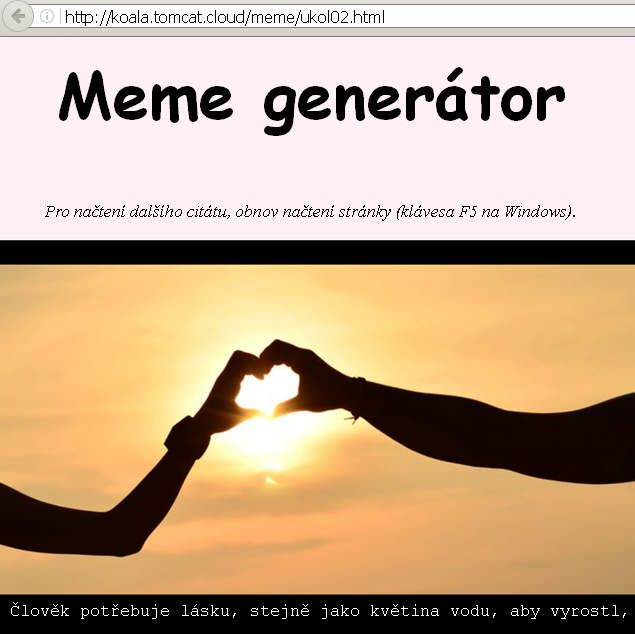 http://koala.tomcat.cloud/meme/ukol02.html
Meme generátor
Pro načtení dalšího citátu, obnov načtení stránky (klávesa F5 na Windows).
Člověk potřebuje lásku, stejně jako květina vodu, aby vyrostl,